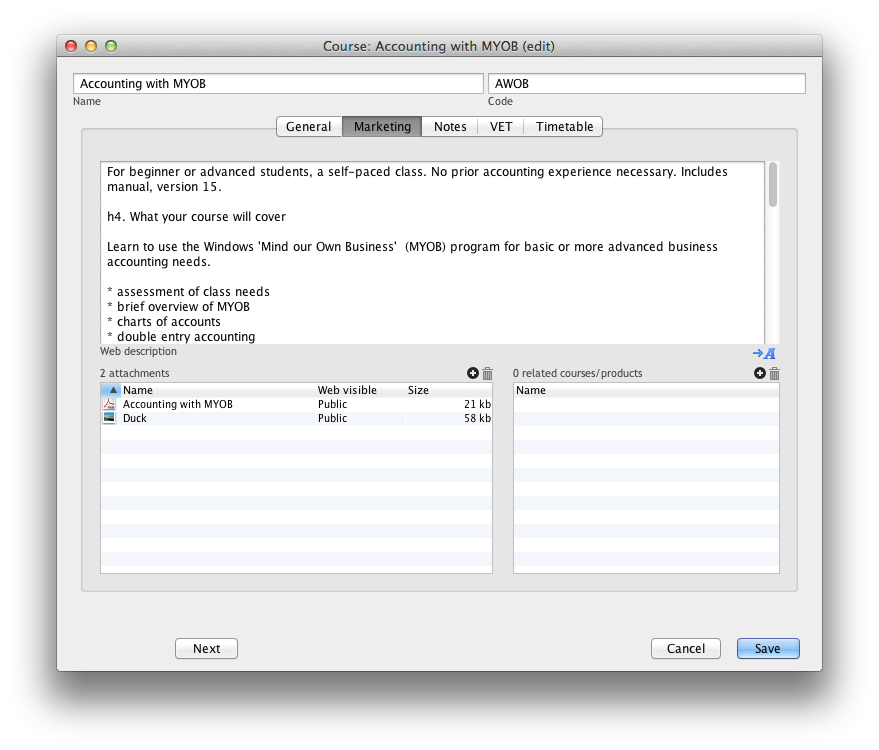 Course: Accounting with MYOB (edit)
Accounting with MYOB AWOB
Name Code
General Marketing Notes VET Timetable
For beginner or advanced students, a self-paced class. No prior accounting experience necessary. Includes
manual, version 15.
h4. What your course will cover
Learn to use the Windows 'Mind our Own Business'  (MYOB) program for basic or more advanced business
accounting needs.
* assessment of class needs
* brief overview of MYOB
* charts of accounts
* double entry accounting
Web description
2 attachments 0 related courses/products
Name Web visible Size Name
Accounting with MYOB Public 21 kb
Duck Public 58 kb
Next Cancel Save